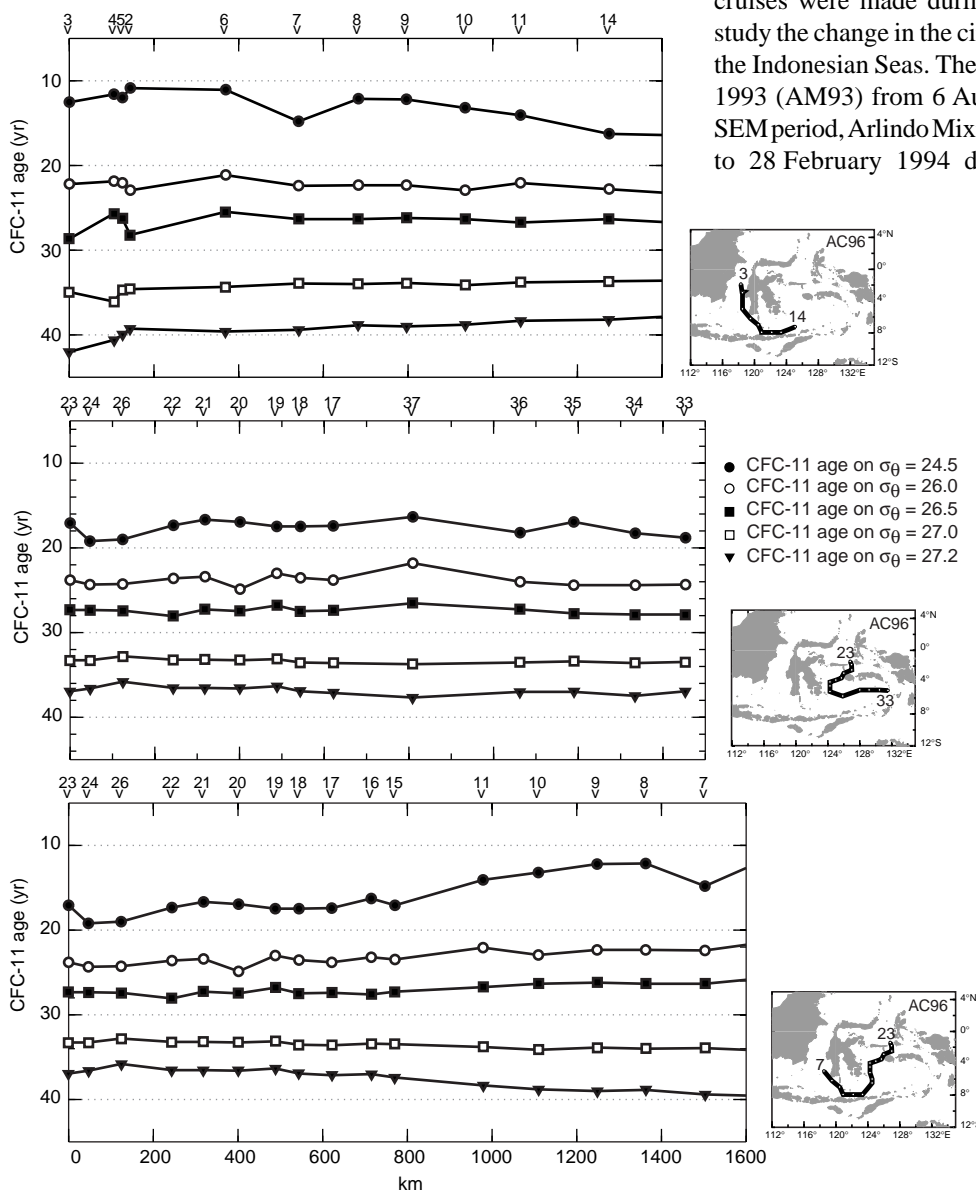 cruises were made durin
study the change in the ci
the Indonesian Seas. The
1993 (AM93) from 6 Au
SEM period, Arlindo Mix
to 28 February 1994 d
3 4 5 2 6 7 8 9 10 11 14
CFC-11 age (yr)
10
20
30
40
AC96
4°N
0°
4°
8°
12°S
3
14
112° 116° 120° 124° 128° 132°E
23 24 26 22 21 20 19 18 17 37 36 35 34 33
CFC-11 age (yr)
10
20
30
40
CFC-11 age on σθ = 24.5
CFC-11 age on σθ = 26.0
CFC-11 age on σθ = 26.5
CFC-11 age on σθ = 27.0
CFC-11 age on σθ = 27.2
AC96
4°N
0°
4°
8°
12°S
23
33
112° 116° 120° 124° 128° 132°E
23 24 26 22 21 20 19 18 17 16 15 11 10 9 8 7
CFC-11 age (yr)
10
20
30
40
0 200 400 600 800 1000 1200 1400 1600
km
AC96
4°N
0°
4°
8°
12°S
23
7
112° 116° 120° 124° 128° 132°E